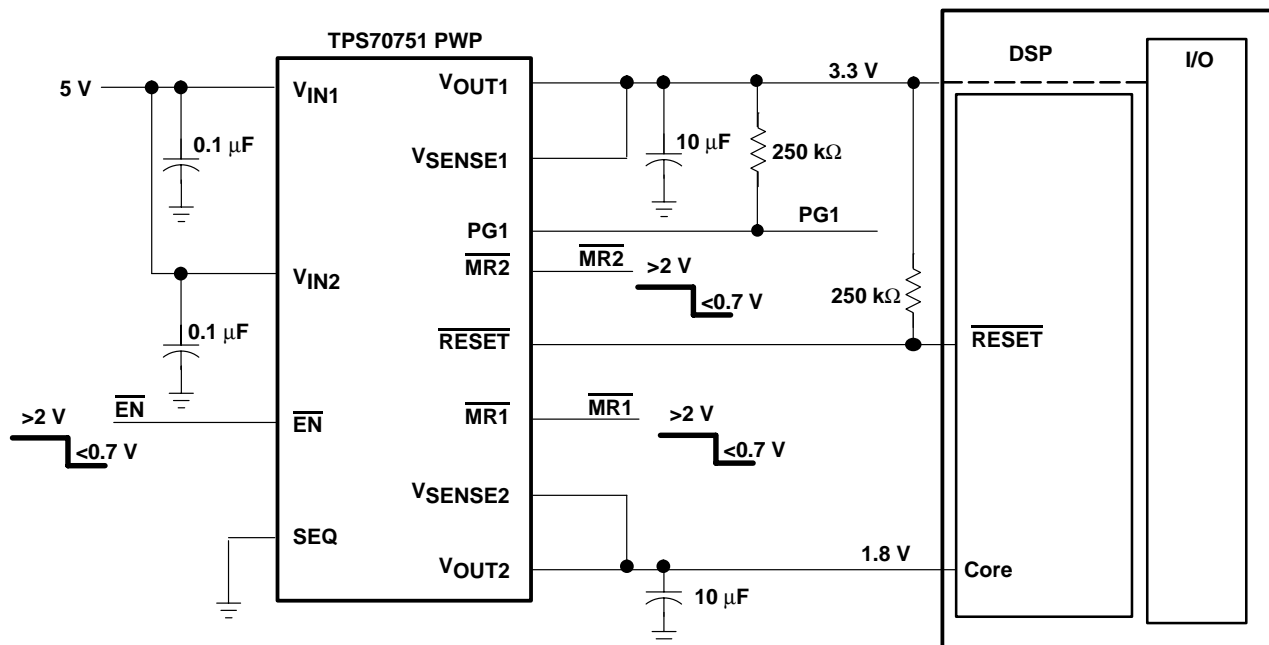 TPS70751 PWP
DSP
I/O
5 V
VIN1
VOUT1
3.3 V
0.1 μF
VSENSE1
10 μF
250 kΩ
PG1
PG1
MR2
MR2
>2 V
<0.7 V
VIN2
250 kΩ
0.1 μF
RESET
RESET
EN
>2 V
<0.7 V
EN
MR1
MR1
>2 V
<0.7 V
VSENSE2
SEQ
VOUT2
1.8 V
Core
10 μF